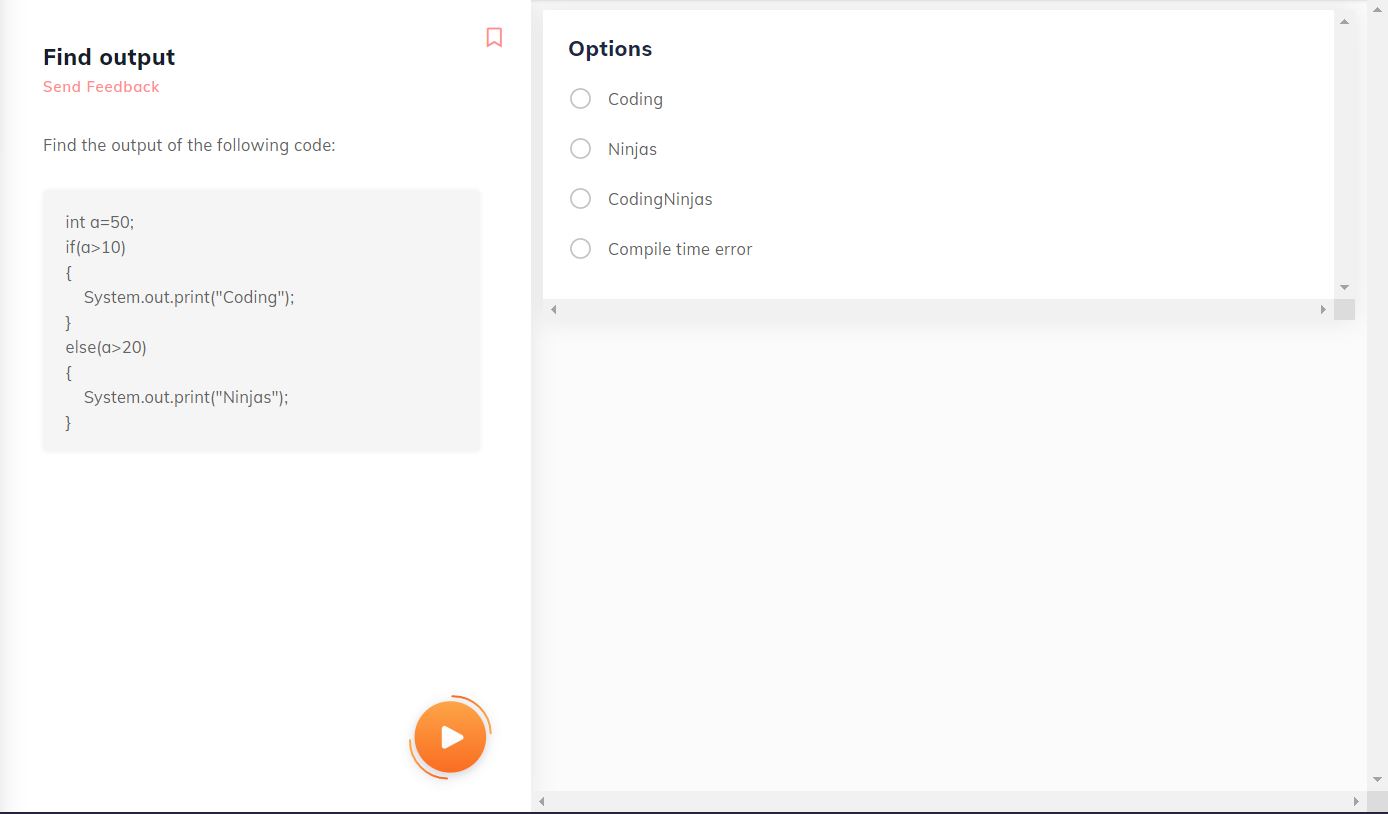 Find output
Send Feedback
Find the output of the following code:
int a=50;
if(a>10)
{
System.out.print("Coding");
}
else(a>20)
{
System.out.print("Ninjas");
}
Options
Coding
Ninjas
CodingNinjas
Compile time error